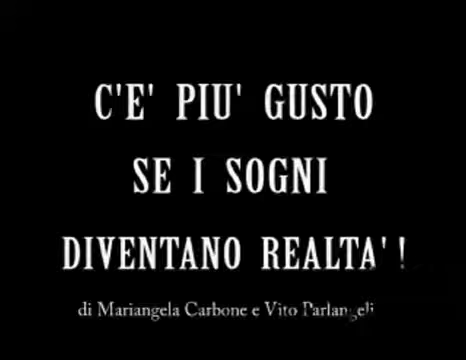 C'E' PIU' GUSTO
SE I SOGNI
DIVENTANO REALTA'!
di Mariangela Carbone e Vito Parlangeli